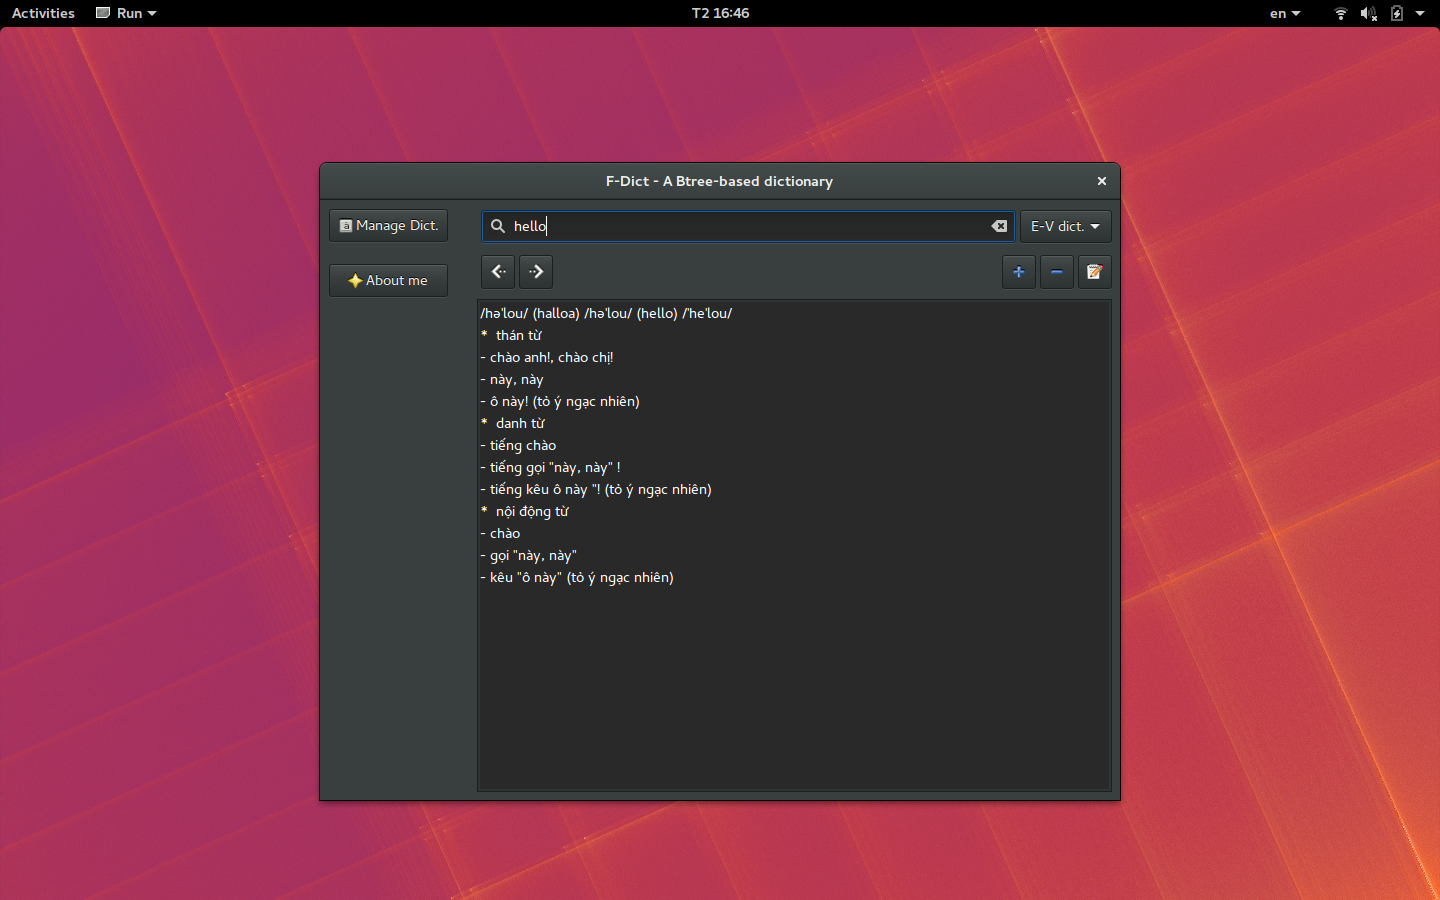 Activities Run T2 16:46 en
F-Dict - A Btree-based dictionary
Manage Dict. hello E-V dict.
About me
/hə'lou/ (halloa) /hə'lou/ (hello) /'he'lou/
* thán từ
- chào anh!, chào chị!
- này, này
- ô này! (tỏ ý ngạc nhiên)
* danh từ
- tiếng chào
- tiếng gọi "này, này" !
- tiếng kêu ô này "! (tỏ ý ngạc nhiên)
* nội động từ
- chào
- gọi "này, này"
- kêu "ô này" (tỏ ý ngạc nhiên)